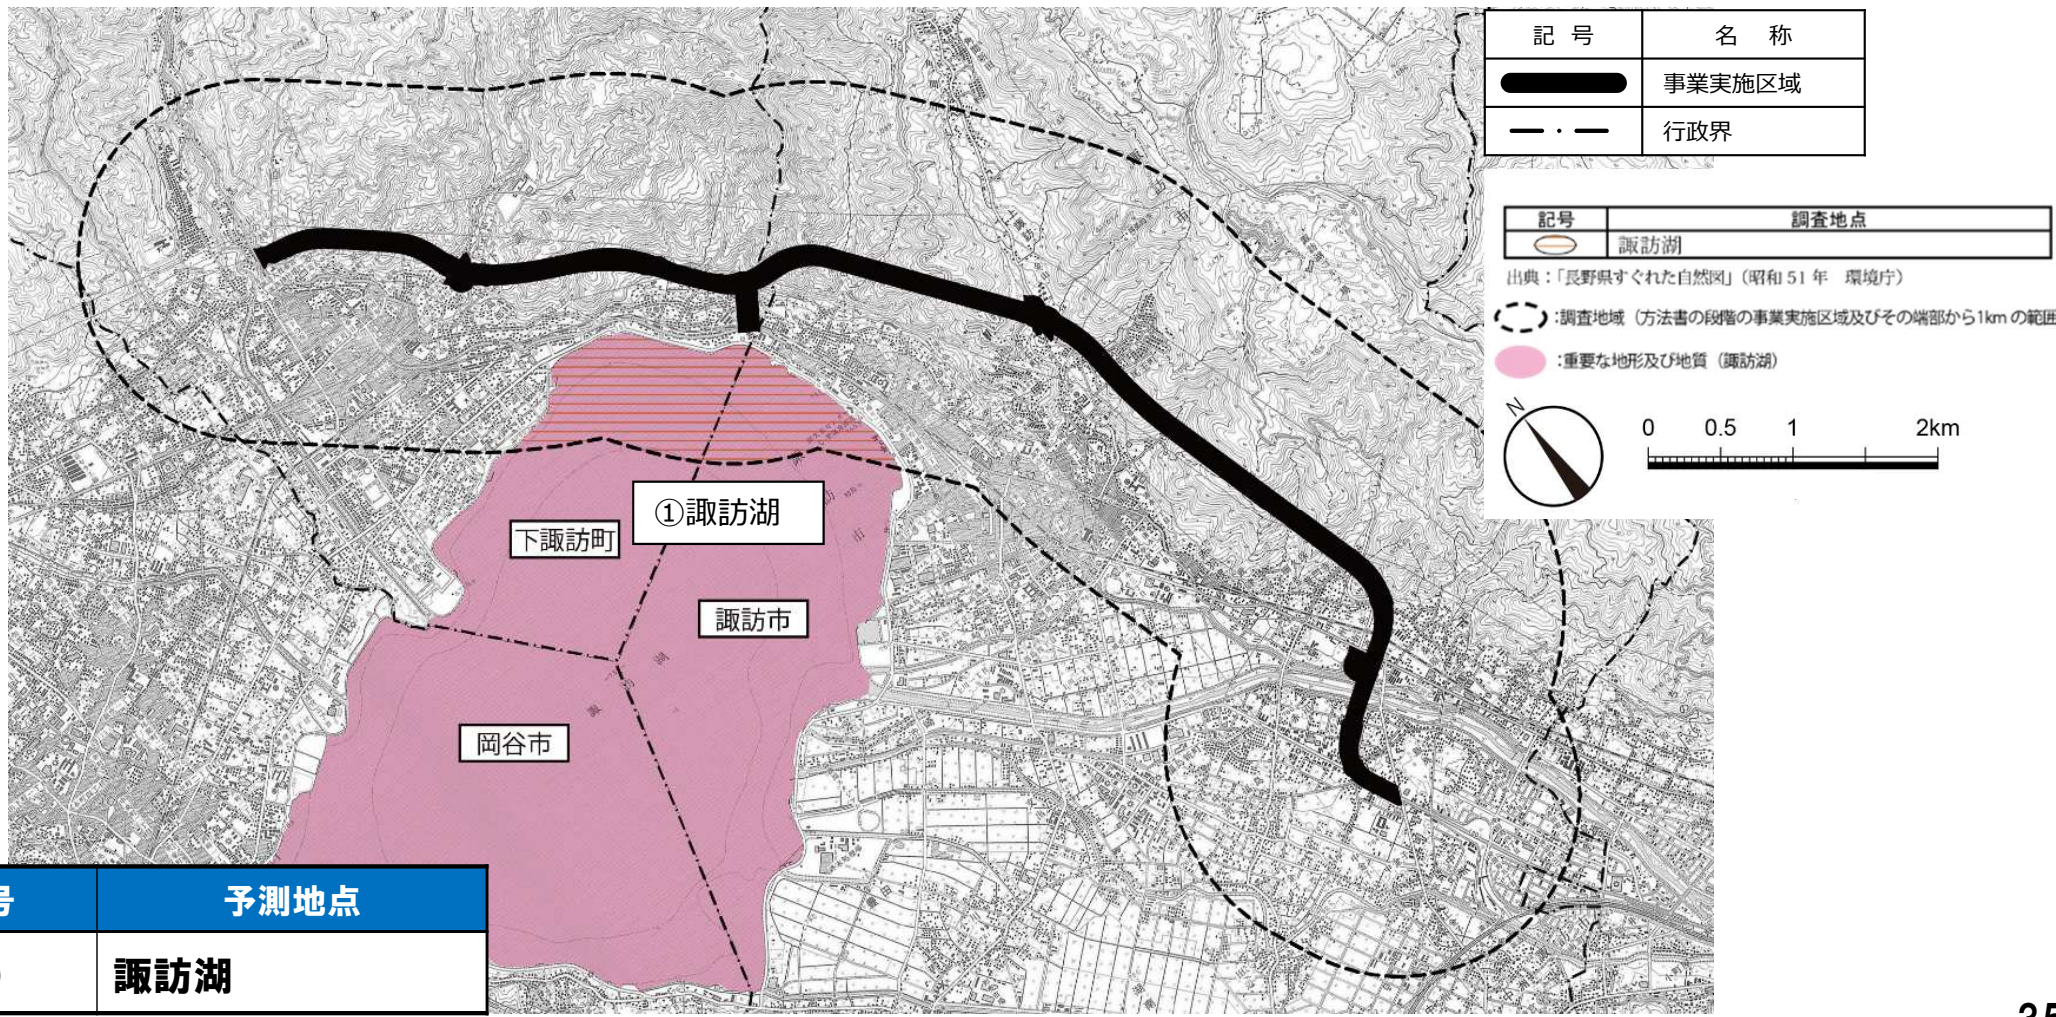 記 号 名 称
事業実施区域
行政界
記号 調査地点
諏訪湖
出典：「長野県すぐれた自然図」（昭和 51 年 環境庁）
：調査地域（方法書の段階の事業実施区域及びその端部から1km の範囲
：重要な地形及び地質（諏訪湖）
N
0 0.5 1 2km
①諏訪湖
下諏訪町
諏訪市
岡谷市
号 予測地点
諏訪湖
35